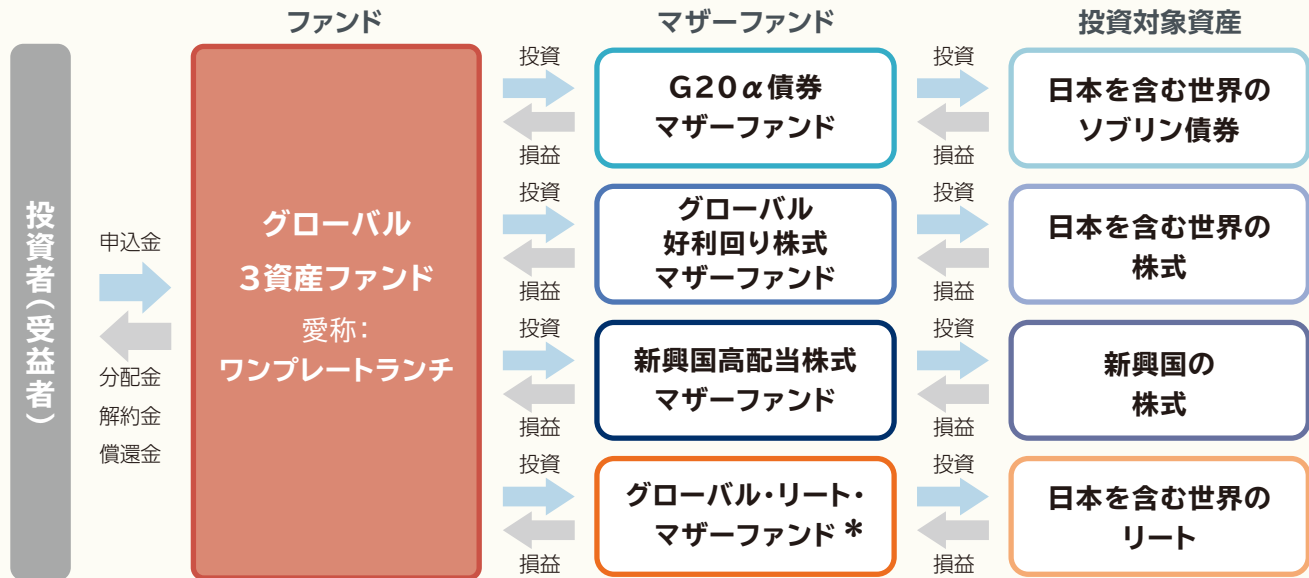 ファンド
マザーファンド
投資対象資産
投資者(受益者)
申込金
分配金
解約金
償還金
グローバル
3資産ファンド
愛称:
ワンプレートランチ
投資
損益
G20α債券
マザーファンド
投資
損益
日本を含む世界の
ソブリン債券
投資
損益
グローバル
好利回り株式
マザーファンド
投資
損益
日本を含む世界の
株式
投資
損益
新興国高配当株式
マザーファンド
投資
損益
新興国の
株式
投資
損益
グローバル・リート・
マザーファンド*
投資
損益
日本を含む世界の
リート